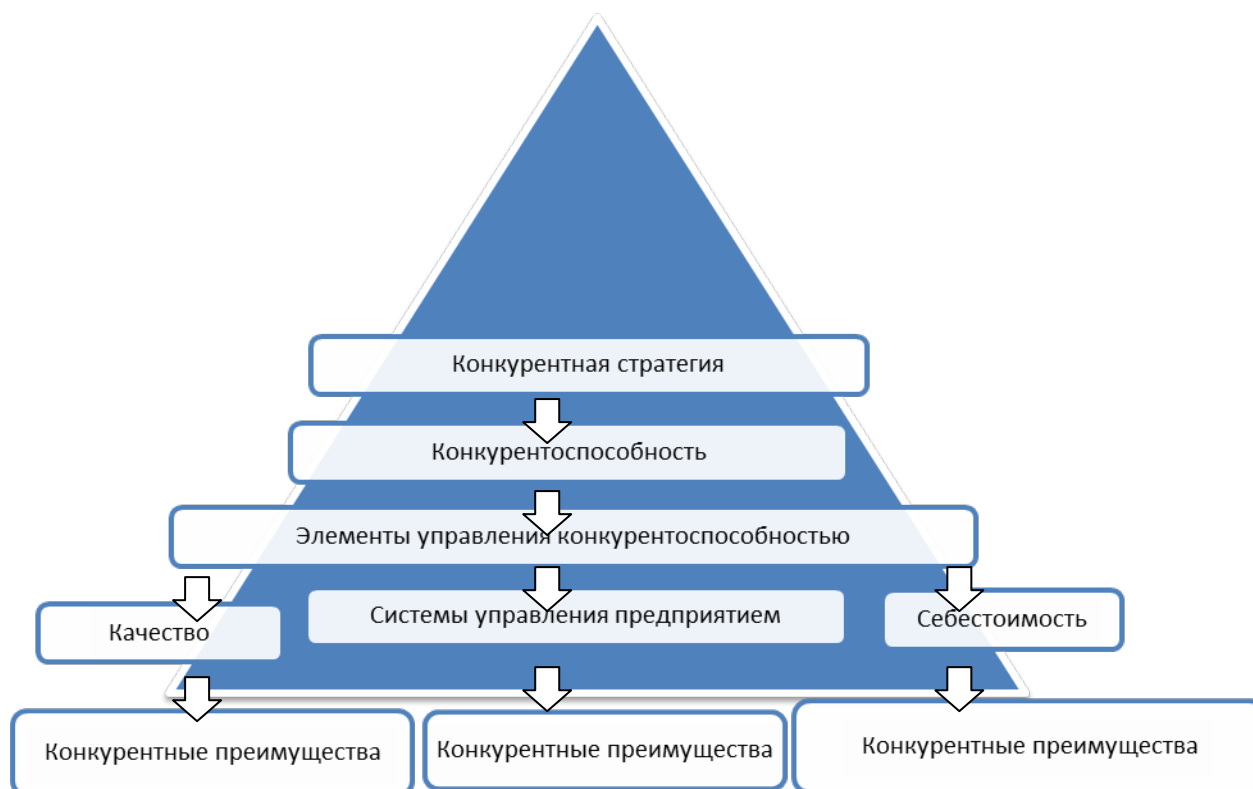 Конкурентная стратегия
Конкурентоспособность
Элементы управления конкурентоспособностью
Качество
Системы управления предприятием
Себестоимость
Конкурентные преимущества
Конкурентные преимущества
Конкурентные преимущества